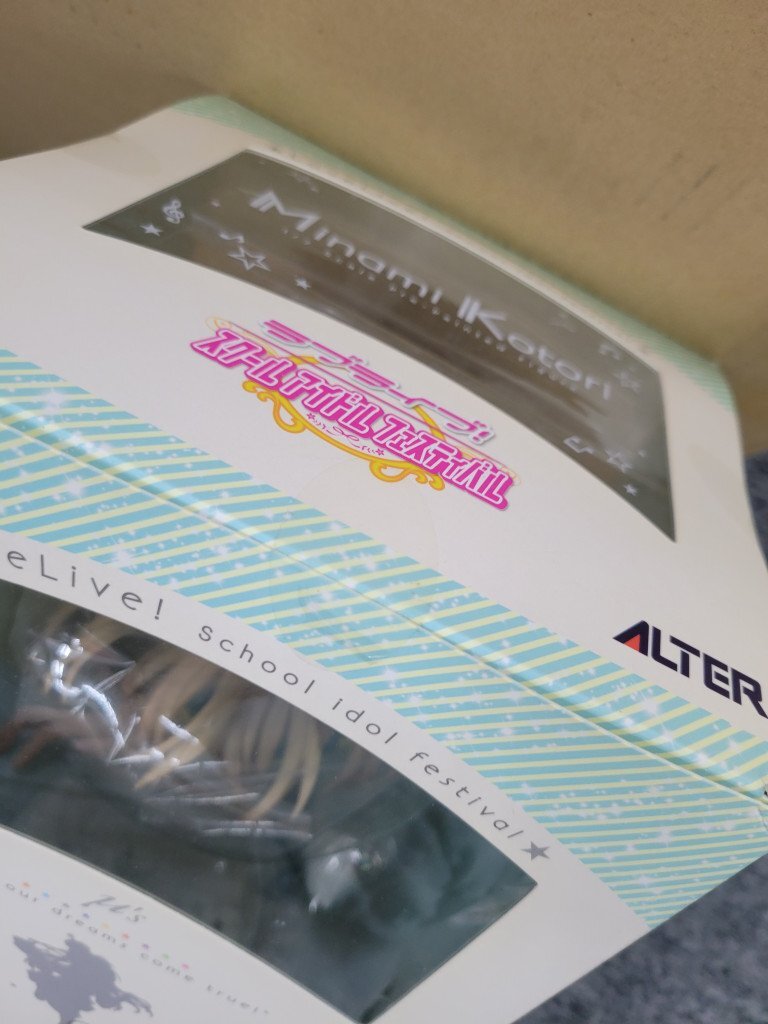 Minami Kotori
ラブライブ!
スクールアイドルフェスティバル
ALTER
eLive! school idol festival★
μ's
our dreams come true!